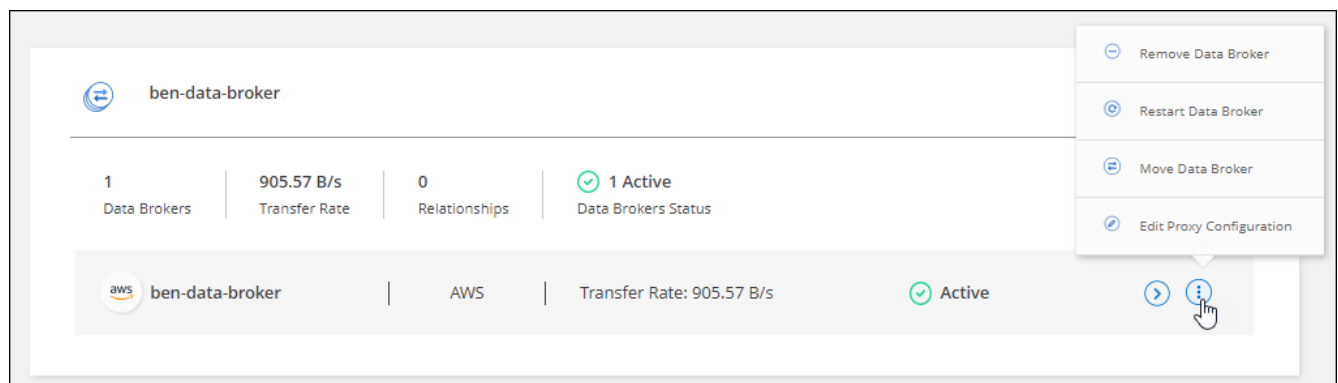 ben-data-broker
Remove Data Broker
Restart Data Broker
Move Data Broker
Edit Proxy Configuration
1
Data Brokers
905.57 B/s
Transfer Rate
0
Relationships
1 Active
Data Brokers Status
aws
ben-data-broker
AWS
Transfer Rate: 905.57 B/s
Active